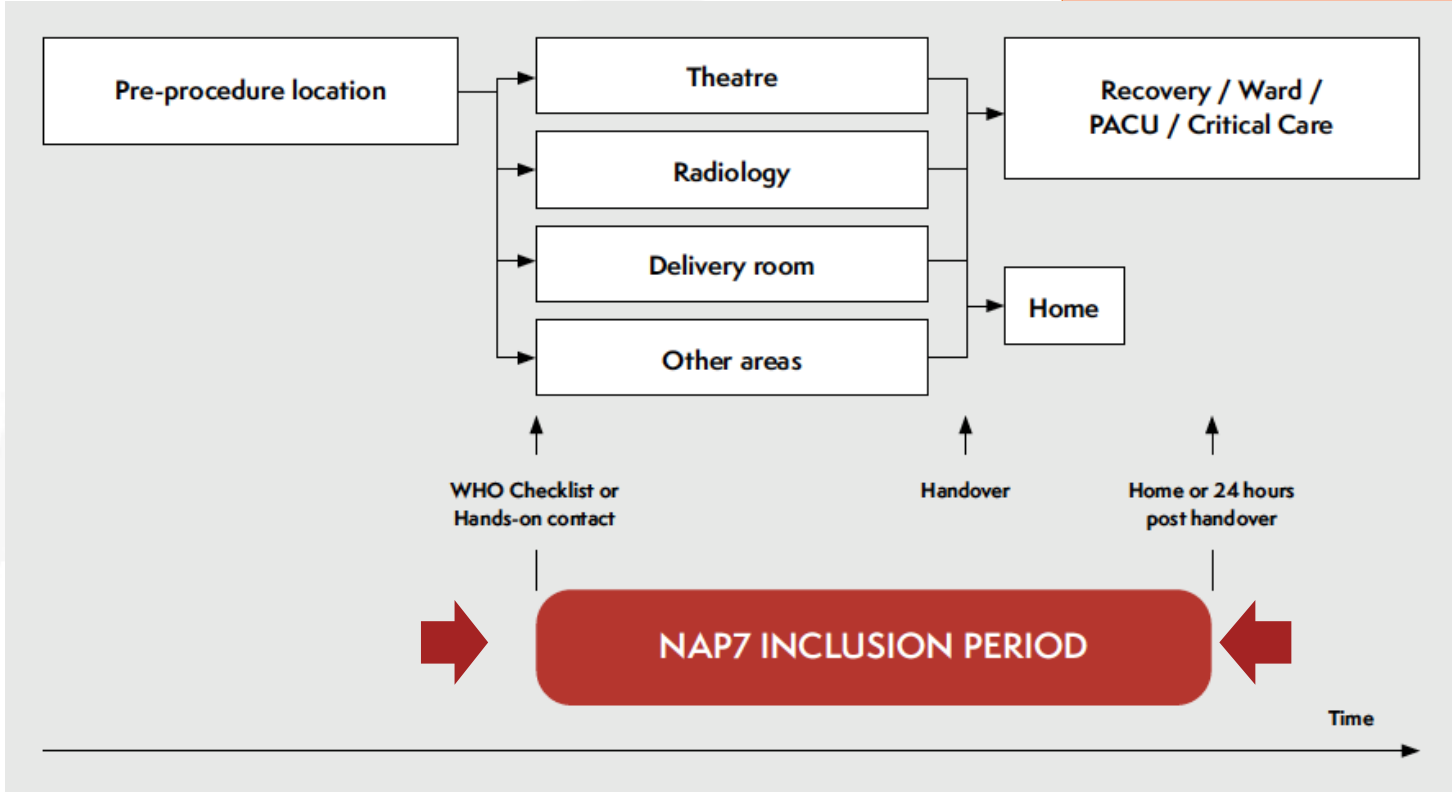 Pre-procedure location
Theatre
Radiology
Delivery room
Other areas
Recovery / Ward /
PACU / Critical Care
Home
WHO Checklist or
Hands-on contact
Handover
Home or 24 hours
post handover
NAP7 INCLUSION PERIOD
Time